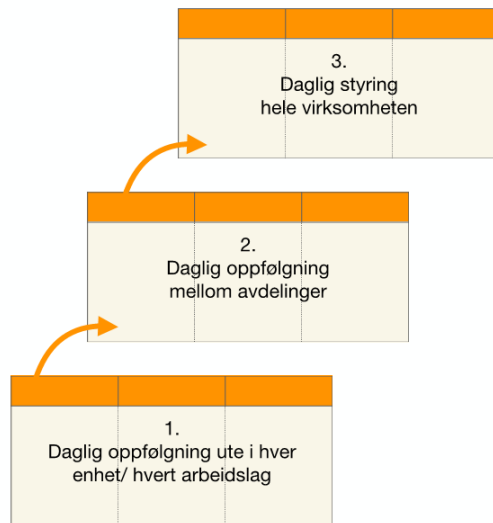 3.
Daglig styring
hele virksomheten
2.
Daglig oppfølgning
mellom avdelinger
1.
Daglig oppfølgning ute i hver
enhet/ hvert arbeidslag